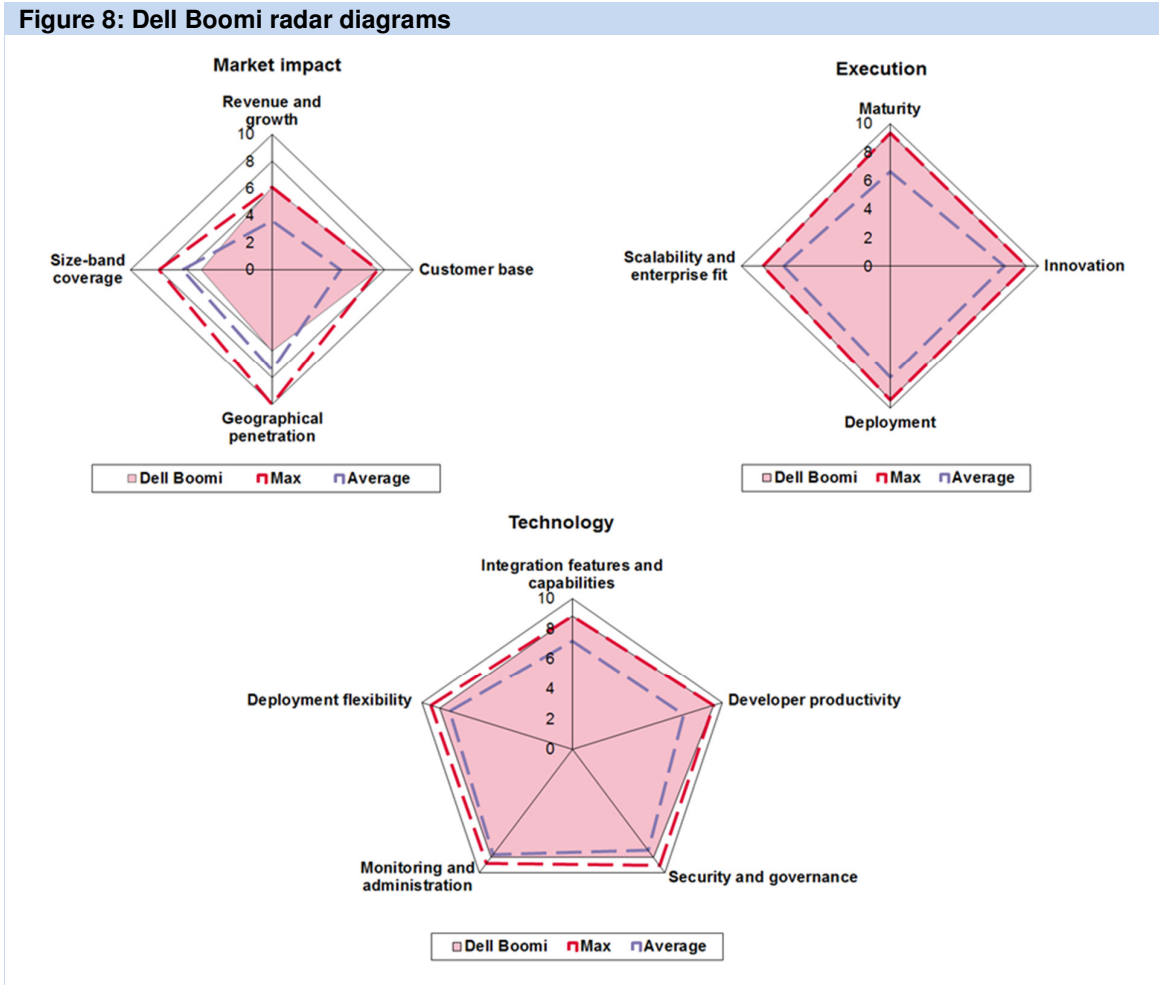 Figure 8: Dell Boomi radar diagrams
Market impact
Revenue and
growth
10
8
6
4
2
0
Size-band
coverage
Customer base
Geographical
penetration
Dell Boomi Max Average
Execution
Maturity
10
8
6
4
2
0
Scalability and
enterprise fit
Innovation
Deployment
Dell Boomi Max Average
Technology
Integration features and
capabilities
10
8
6
4
2
0
Deployment flexibility
Developer productivity
Monitoring and
administration
Security and governance
Dell Boomi Max Average